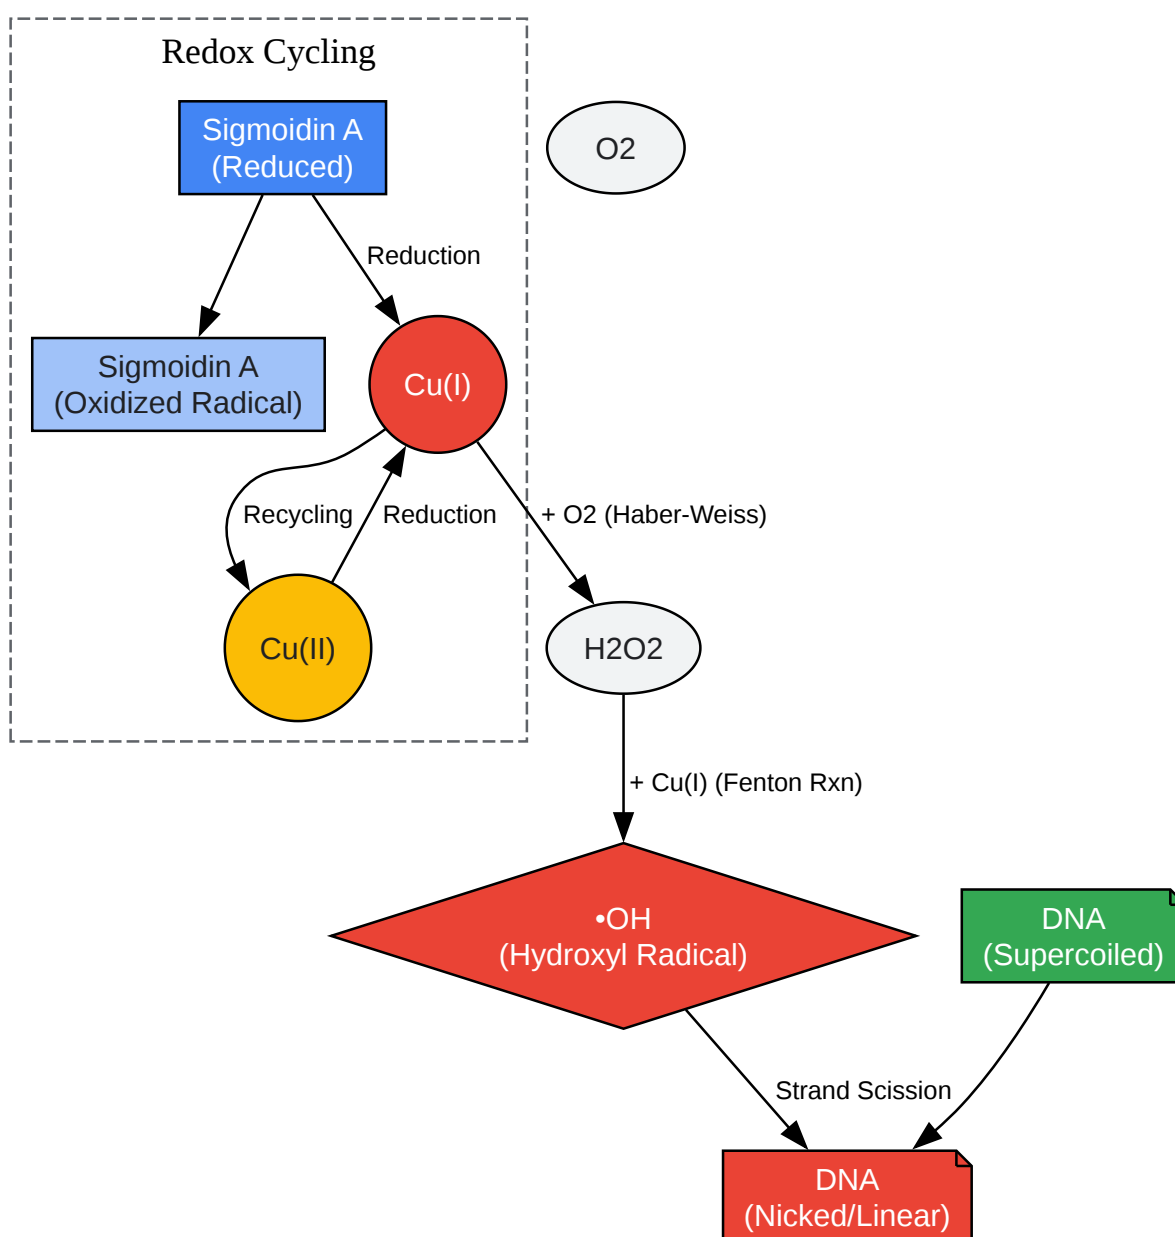 Redox Cycling
Sigmoidin A
(Reduced)
O2
Reduction
Sigmoidin A
(Oxidized Radical)
Cu(I)
Recycling
Reduction
+ O2 (Haber-Weiss)
Cu(II)
H2O2
+ Cu(I) (Fenton Rxn)
•OH
(Hydroxyl Radical)
DNA
(Supercoiled)
Strand Scission
DNA
(Nicked/Linear)